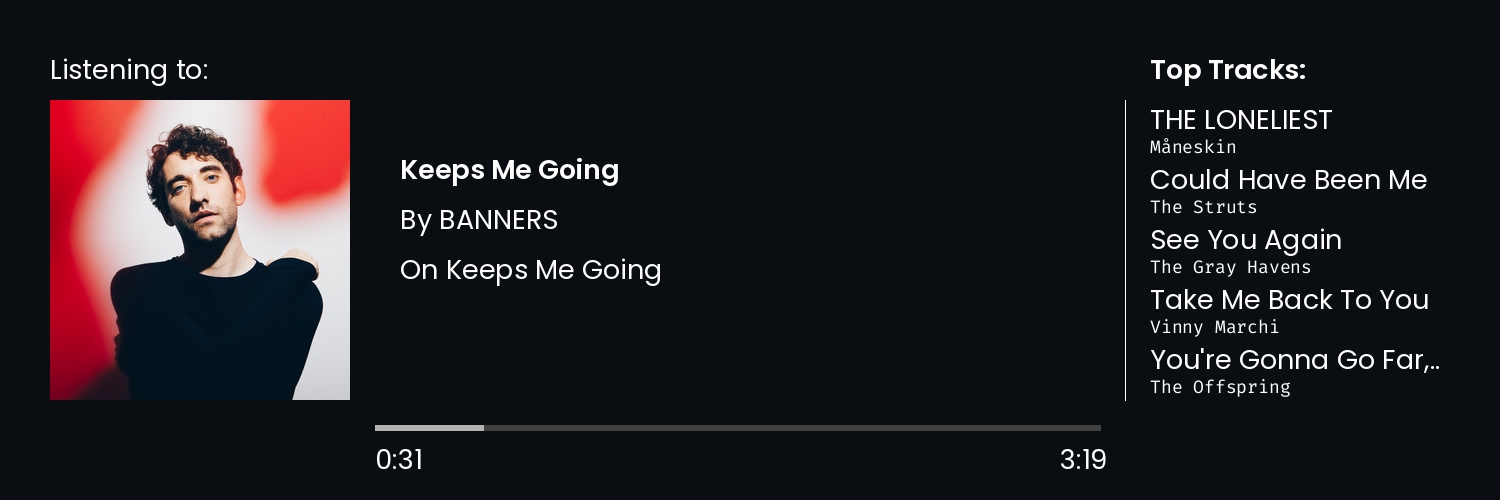 Listening to:
Keeps Me Going
By BANNERS
On Keeps Me Going
0:31
3:19
Top Tracks:
THE LONELIEST
Måneskin
Could Have Been Me
The Struts
See You Again
The Gray Havens
Take Me Back To You
Vinny Marchi
You're Gonna Go Far,..
The Offspring